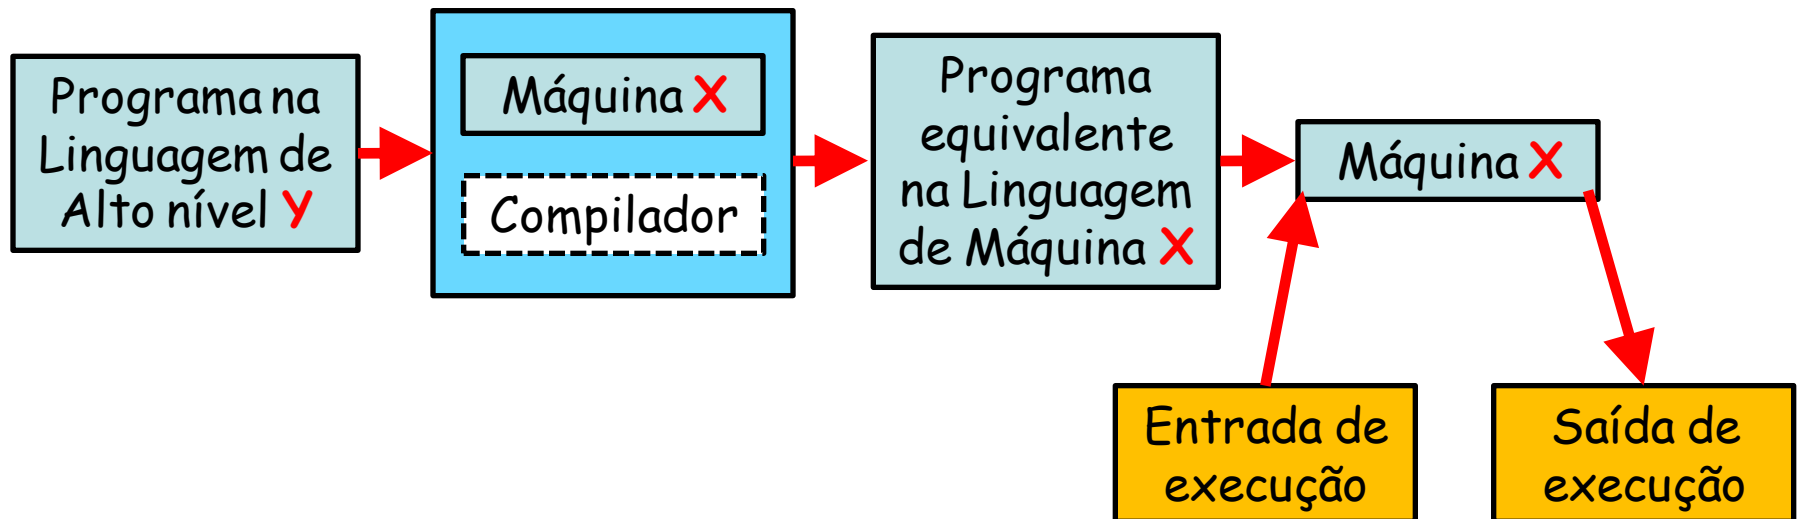 Programa na
Linguagem de
Alto nível Y
Máquina X
Compilador
Programa
equivalente
na Linguagem
de Máquina X
Máquina X
Entrada de
execução
Saída de
execução